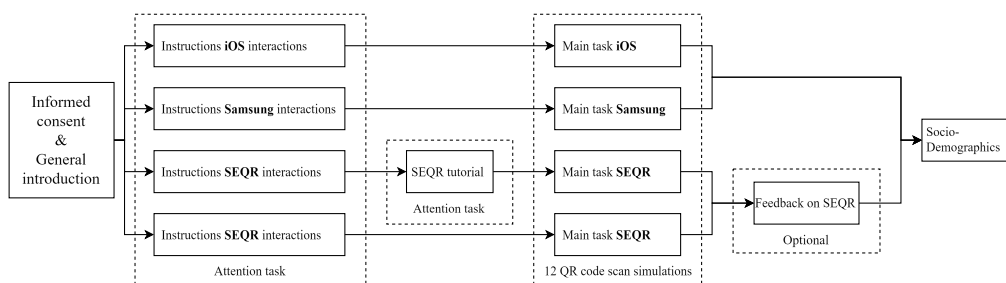 Informed
consent
&
General
introduction
Instructions iOS interactions
Instructions Samsung interactions
Instructions SEQR interactions
Instructions SEQR interactions
Attention task
SEQR tutorial
Attention task
Main task iOS
Main task Samsung
Main task SEQR
Main task SEQR
12 QR code scan simulations
Feedback on SEQR
Optional
Socio-
Demographics